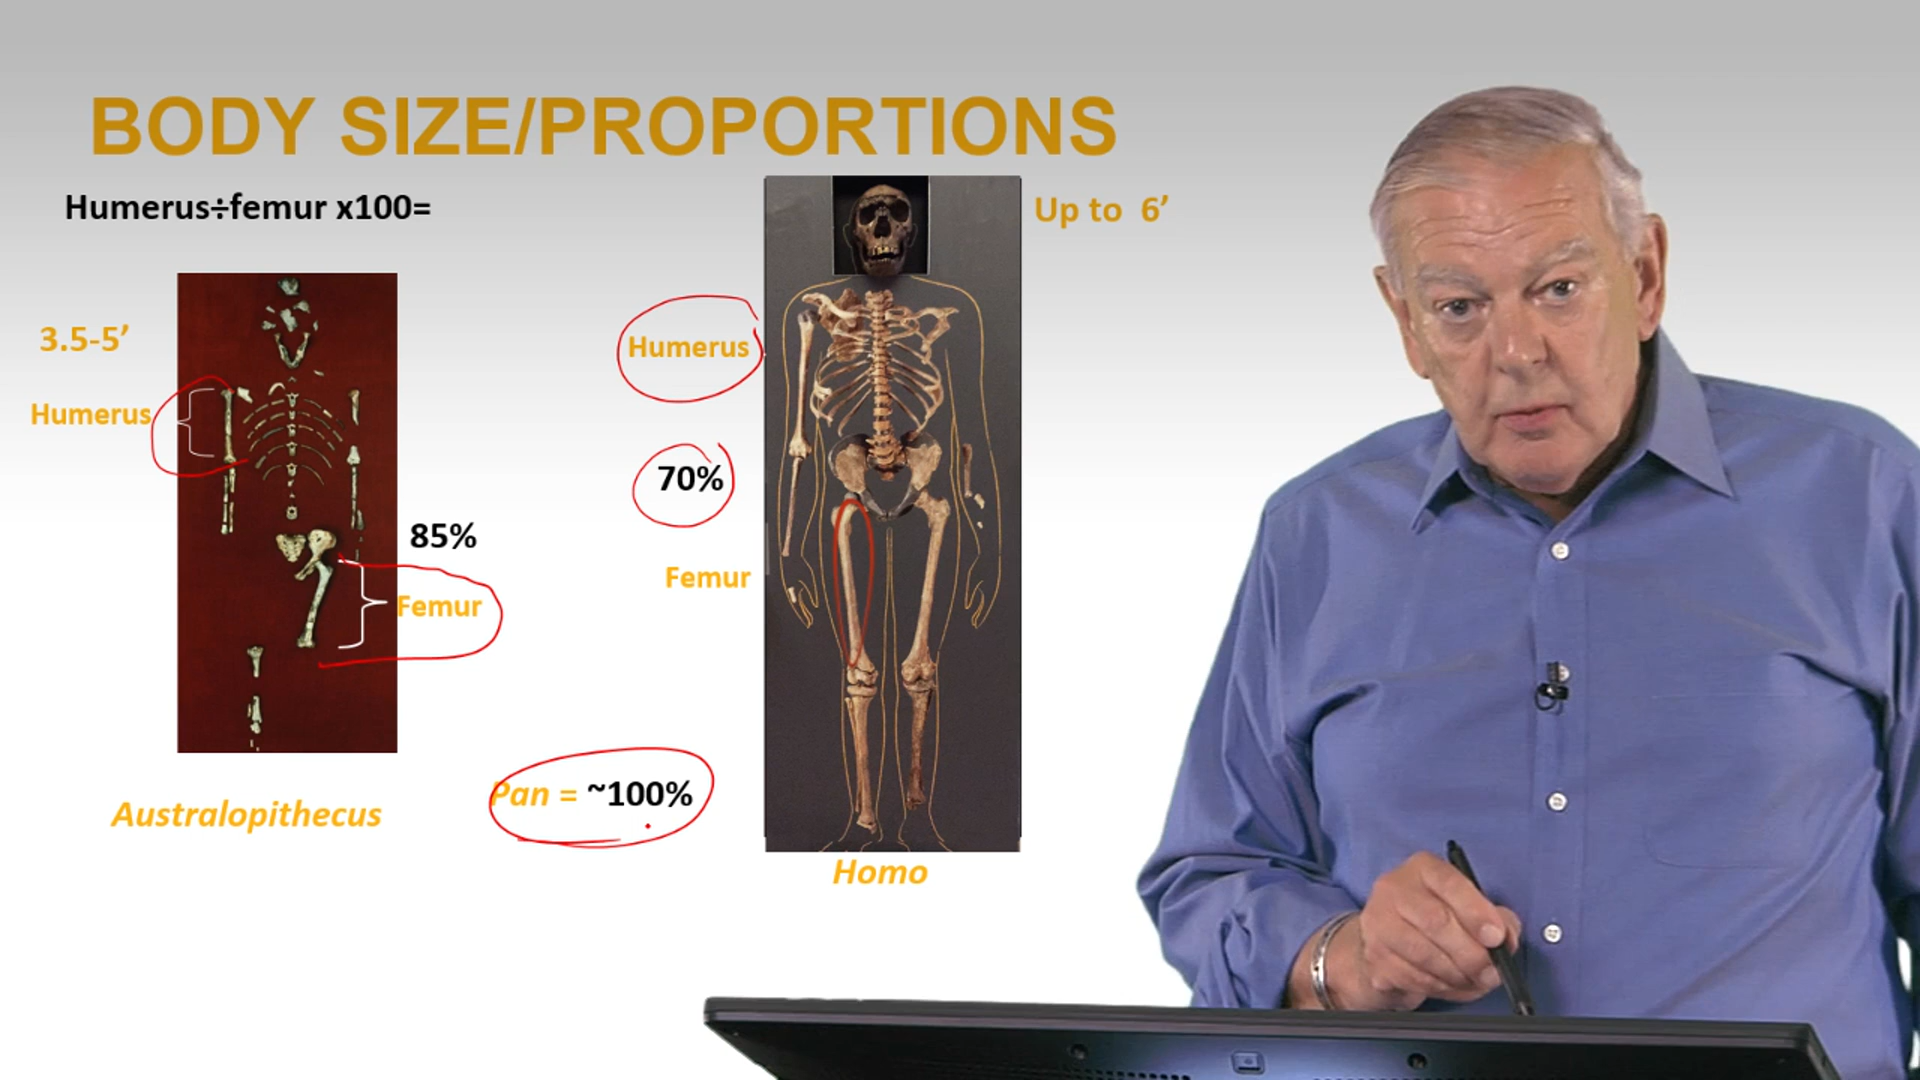 BODY SIZE/PROPORTIONS
Humerus÷femur x100=
Up to 6’
3.5-5’
Humerus
Humerus
70%
85%
Femur
Femur
Pan = ~100%
Australopithecus
Homo